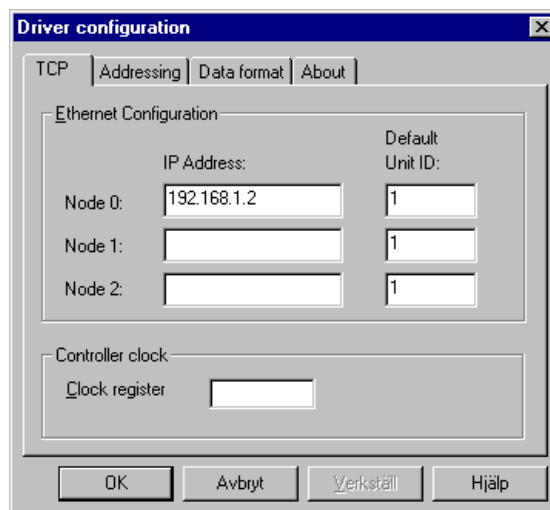 Driver configuration
TCP Addressing Data format About
Ethernet Configuration
Default
IP Address: Unit ID:
Node 0: 192.168.1.2 1
Node 1: 1
Node 2: 1
Controller clock
Clock register
OK Avbryt Verkställ Hjälp